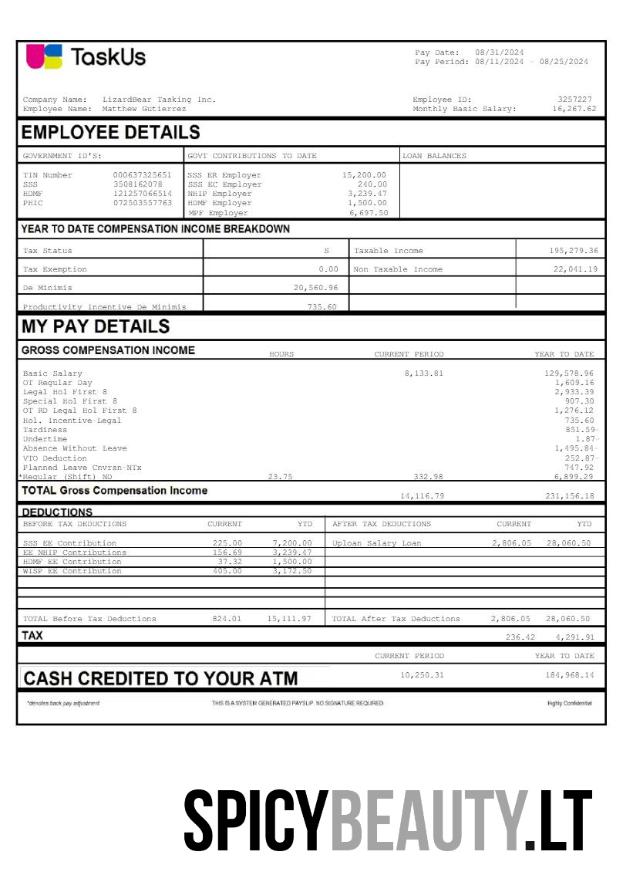 TaskUs
Pay Date: 08/31/2024
Pay Period: 08/11/2024 - 08/25/2024
Company Name: LizardBear Tasking Inc. Employee ID: 3257227
Employee Name: Matthew Gutierrez Monthly Basic Salary: 16,267.62
EMPLOYEE DETAILS
GOVERNMENT ID'S: GOVT CONTRIBUTIONS TO DATE LOAN BALANCES
TIN Number 000637325651 SSS ER Employer 15,200.00
SSS 3508162078 SSS EC Employer 240.00
HDMF 121257066514 NHIP Employer 3,239.47
PHIC 072503557763 HDMF Employer 1,500.00
MPF Employer 6,697.50
YEAR TO DATE COMPENSATION INCOME BREAKDOWN
Tax Status S Taxable Income 195,279.36
Tax Exemption 0.00 Non Taxable Income 22,041.19
De Minimis 20,560.96
Productivity Incentive De Minimis 735.60
MY PAY DETAILS
GROSS COMPENSATION INCOME HOURS CURRENT PERIOD YEAR TO DATE
Basic Salary 8,133.81 129,578.96
OT Regular Day 1,609.16
Legal Hol First 8 2,933.39
Special Hol First 8 907.30
OT RD Legal Hol First 8 1,276.12
Hol. Incentive-Legal 735.60
Tardiness 851.59-
Undertime 1.87-
Absence Without Leave 1,495.84-
VTO Deduction 252.87-
Planned Leave Cnvrsn-NTx 747.92
*Regular (Shift) ND 23.75 332.98 6,899.29
TOTAL Gross Compensation Income 14,116.79 231,156.18
DEDUCTIONS
BEFORE TAX DEDUCTIONS CURRENT YTD AFTER TAX DEDUCTIONS CURRENT YTD
SSS EE Contribution 225.00 7,200.00 Uploan Salary Loan 2,806.05 28,060.50
EE NHIP Contributions 156.69 3,239.47
HDMF EE Contribution 37.32 1,500.00
WISP EE Contribution 405.00 3,172.50
TOTAL Before Tax Deductions 824.01 15,111.97 TOTAL After Tax Deductions 2,806.05 28,060.50
TAX 236.42 4,291.91
CURRENT PERIOD YEAR TO DATE
CASH CREDITED TO YOUR ATM 10,250.31 184,968.14
*denotes back pay adjustment THIS IS A SYSTEM GENERATED PAYSLIP. NO SIGNATURE REQUIRED. Highly Confidential
SPICYBEAUTY.LT